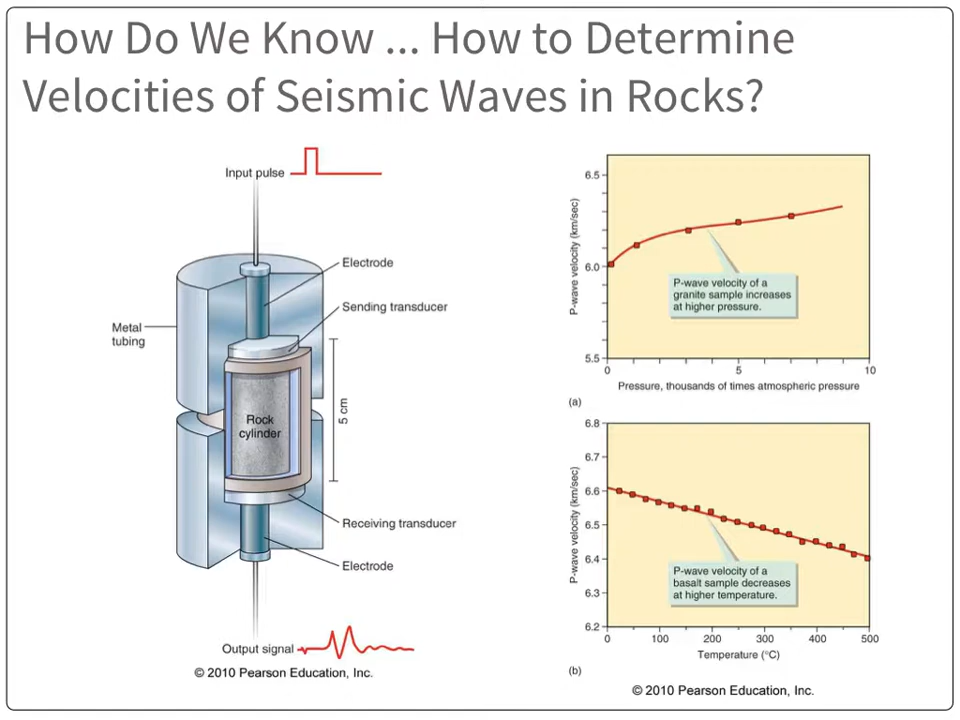 How Do We Know ... How to Determine
Velocities of Seismic Waves in Rocks?
Input pulse
Electrode
Sending transducer
Metal
tubing
5 cm
Rock
cylinder
Receiving transducer
Electrode
Output signal
© 2010 Pearson Education, Inc.
P-wave velocity (km/sec)
6.5
6.0
5.5
P-wave velocity of a
granite sample increases
at higher pressure.
0 5 10
Pressure, thousands of times atmospheric pressure
(a)
P-wave velocity (km/sec)
6.8
6.7
6.6
6.5
6.4
6.3
6.2
P-wave velocity of a
basalt sample decreases
at higher temperature.
0 100 200 300 400 500
Temperature (°C)
(b)
© 2010 Pearson Education, Inc.